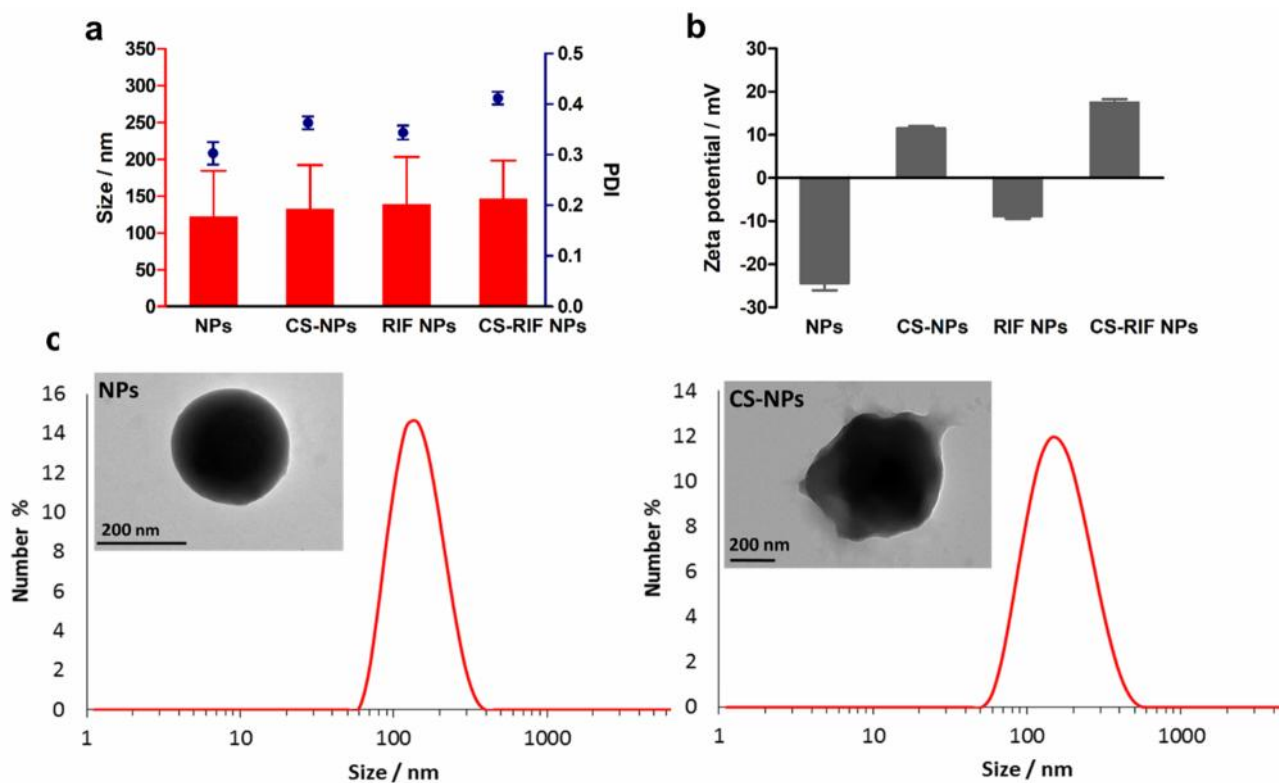 a
350
300
250
200
150
100
50
0
Size / nm
0.5
0.4
0.3
0.2
0.1
0.0
PDI
NPs CS-NPs RIF NPs CS-RIF NPs
b
30
20
10
0
-10
-20
-30
Zeta potential / mV
NPs CS-NPs RIF NPs CS-RIF NPs
c
NPs
200 nm
16
14
12
10
8
6
4
2
0
Number %
1 10 100 1000
Size / nm
CS-NPs
200 nm
14
12
10
8
6
4
2
0
Number %
1 10 100 1000
Size / nm